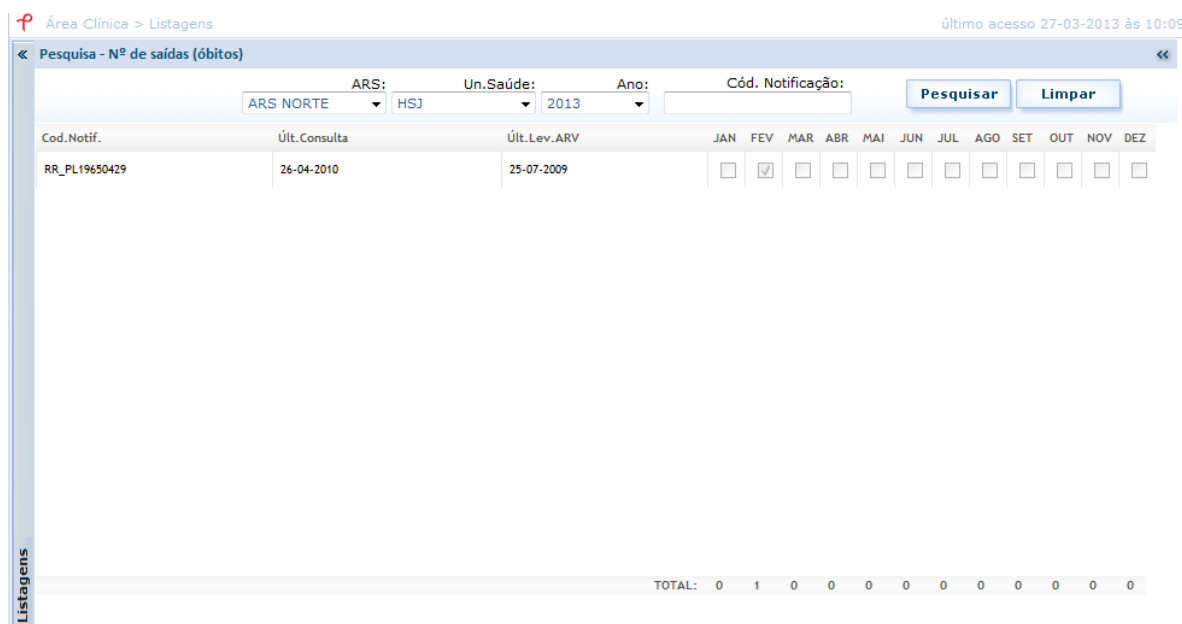 Área Clínica > Listagens último acesso 27-03-2013 às 10:09
« Pesquisa - Nº de saídas (óbitos) «
ARS: Un.Saúde: Ano: Cód. Notificação:
ARS NORTE HSJ 2013 Pesquisar Limpar
Cod.Notif. Últ.Consulta Últ.Lev.ARV JAN FEV MAR ABR MAI JUN JUL AGO SET OUT NOV DEZ
RR_PL19650429 26-04-2010 25-07-2009
Listagens
TOTAL: 0 1 0 0 0 0 0 0 0 0 0 0